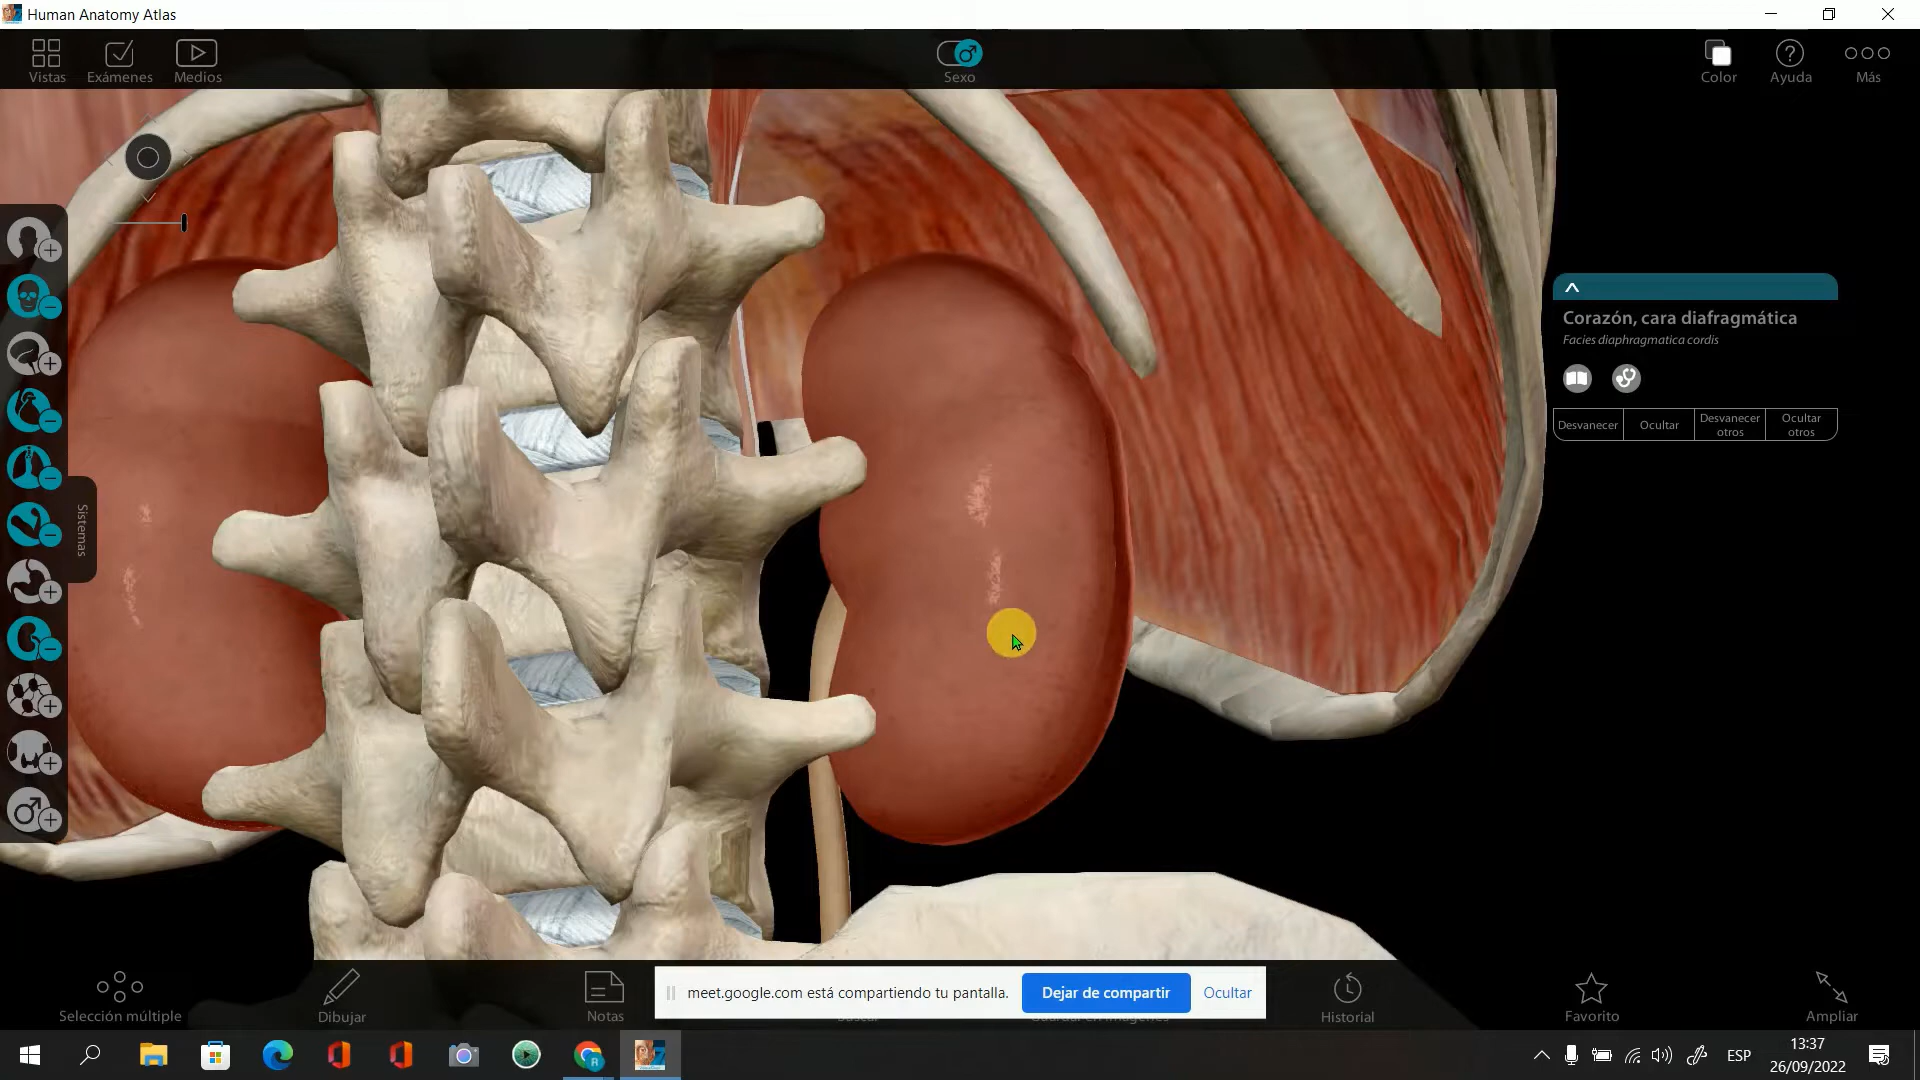 Human Anatomy Atlas
Vistas
Exámenes
Medios
Sexo
Color
Ayuda
Más
Sistemas
Corazón, cara diafragmática
Facies diaphragmatica cordis
Desvanecer
Ocultar
Desvanecer otros
Ocultar otros
Selección múltiple
Dibujar
Notas
meet.google.com está compartiendo tu pantalla.
Dejar de compartir
Ocultar
Historial
Favorito
Ampliar
ESP
13:37
26/09/2022